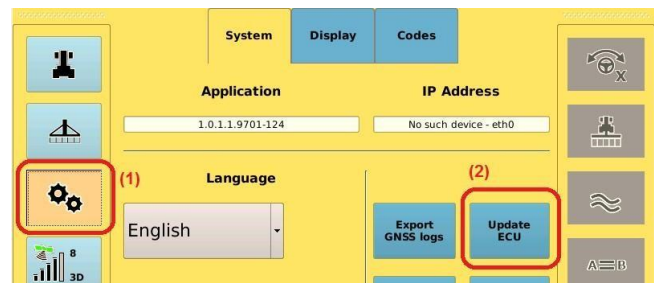 System
Display
Codes
Application
IP Address
1.0.1.1.9701-124
No such device - eth0
X
(1)
(2)
Language
English
Export
GNSS logs
Update
ECU
8
3D
A=B